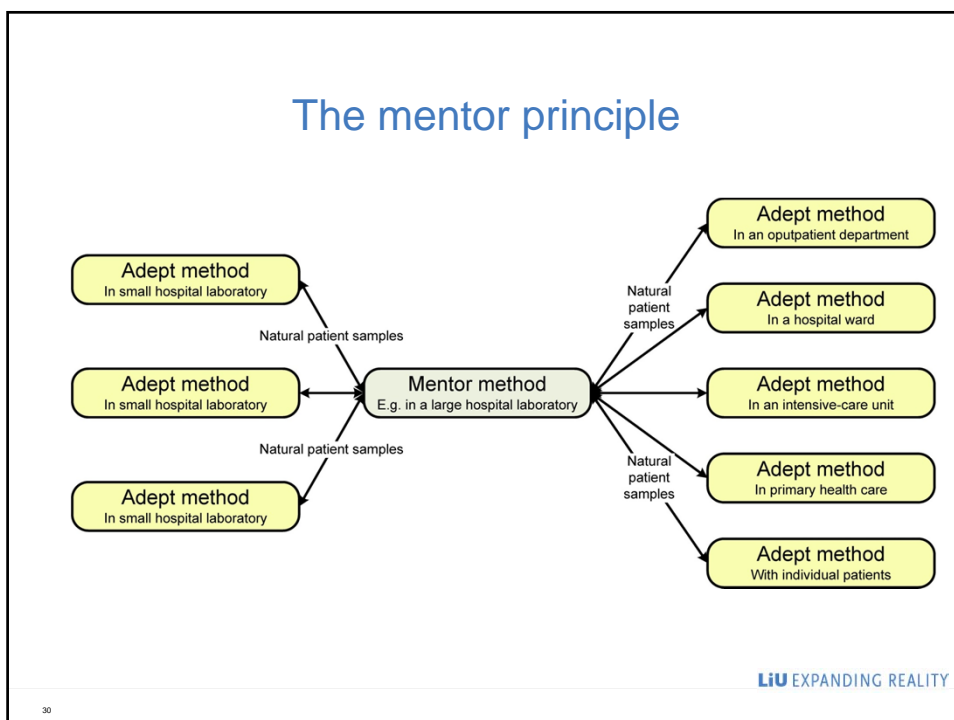 The mentor principle
Adept method
In small hospital laboratory
Natural patient samples
Adept method
In small hospital laboratory
Natural patient samples
Adept method
In small hospital laboratory
Mentor method
E.g. in a large hospital laboratory
Natural
patient
samples
Natural
patient
samples
Adept method
In an oputpatient department
Adept method
In a hospital ward
Adept method
In an intensive-care unit
Adept method
In primary health care
Adept method
With individual patients
LiU EXPANDING REALITY
30